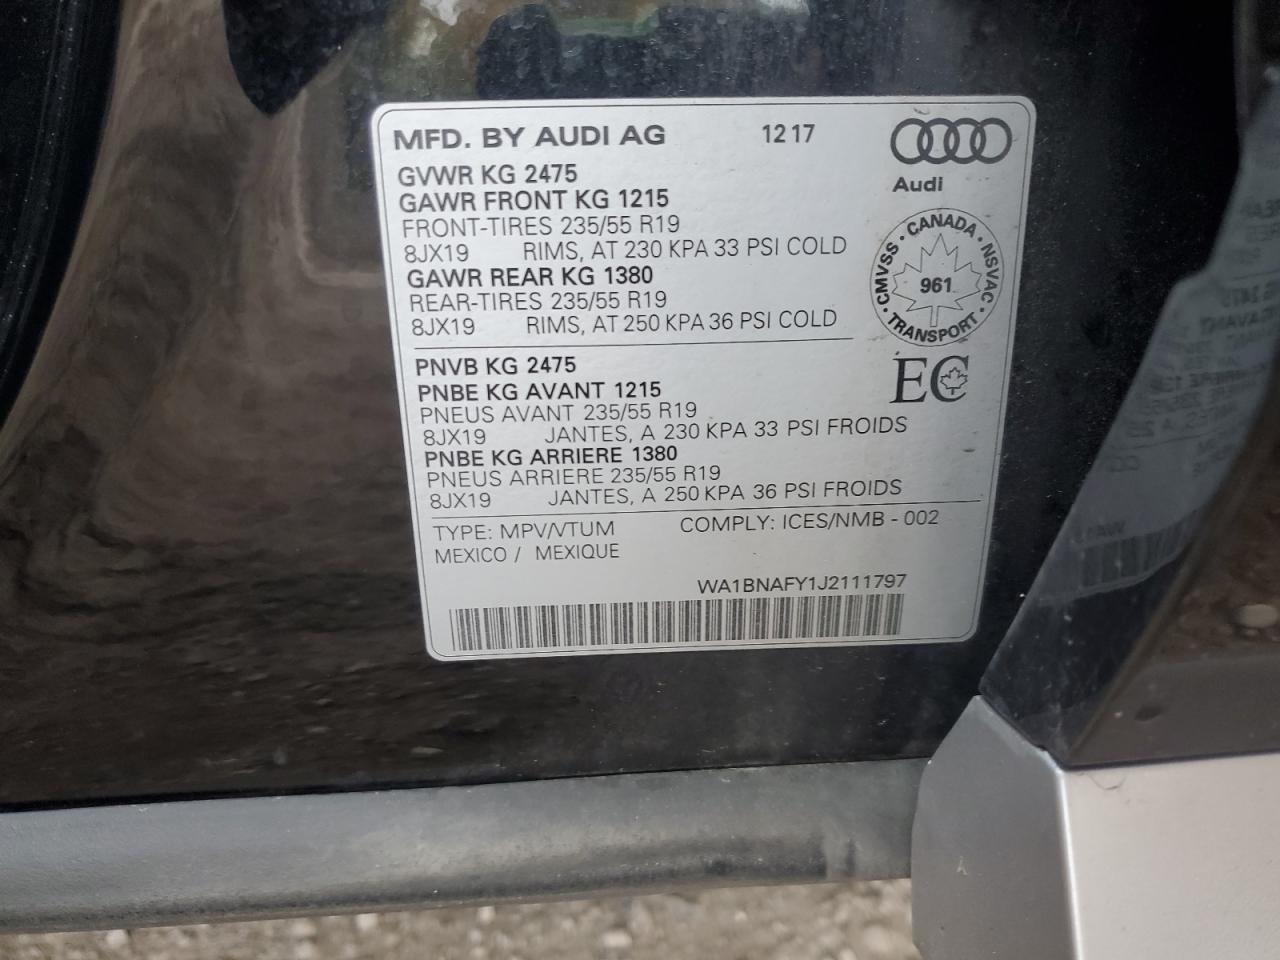 MFD. BY AUDI AG 12 17
Audi
GVWR KG 2475
GAWR FRONT KG 1215
FRONT-TIRES 235/55 R19
8JX19 RIMS, AT 230 KPA 33 PSI COLD
GAWR REAR KG 1380
REAR-TIRES 235/55 R19
8JX19 RIMS, AT 250 KPA 36 PSI COLD
· CANADA · NSVAC · TRANSPORT · CMVSS
961
EC
PNVB KG 2475
PNBE KG AVANT 1215
PNEUS AVANT 235/55 R19
8JX19 JANTES, A 230 KPA 33 PSI FROIDS
PNBE KG ARRIERE 1380
PNEUS ARRIERE 235/55 R19
8JX19 JANTES, A 250 KPA 36 PSI FROIDS
TYPE: MPV/VTUM COMPLY: ICES/NMB - 002
MEXICO / MEXIQUE
WA1BNAFY1J2111797